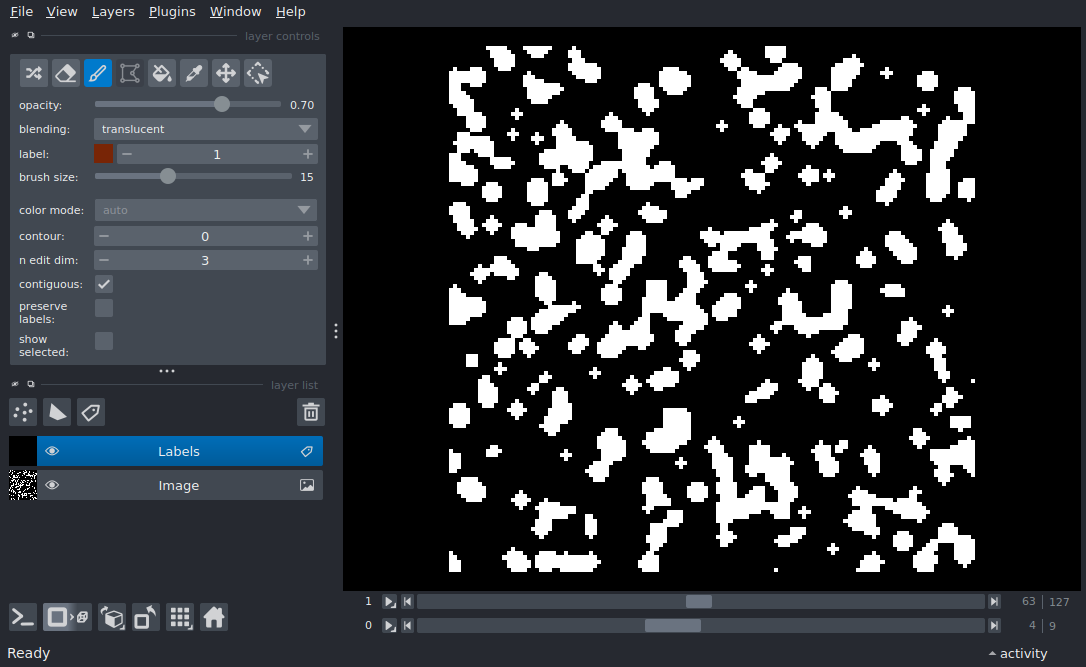 File View Layers Plugins Window Help
layer controls
opacity: 0.70
blending: translucent
label: 1
brush size: 15
color mode: auto
contour: 0
n edit dim: 3
contiguous:
preserve
labels:
show
selected:
layer list
Labels
Image
1 63 127
0 4 9
Ready activity